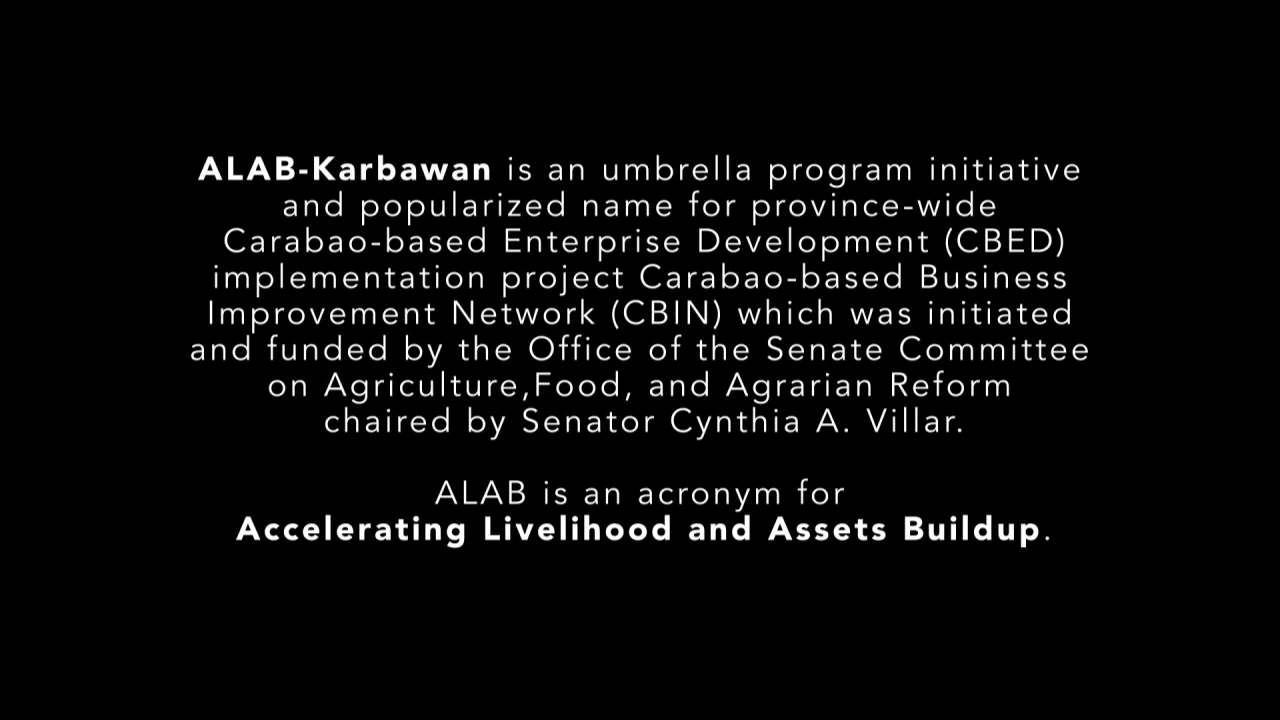 ALAB-Karbawan is an umbrella program initiative
and popularized name for province-wide
Carabao-based Enterprise Development (CBED)
implementation project Carabao-based Business
Improvement Network (CBIN) which was initiated
and funded by the Office of the Senate Committee
on Agriculture,Food, and Agrarian Reform
chaired by Senator Cynthia A. Villar.
ALAB is an acronym for
Accelerating Livelihood and Assets Buildup.